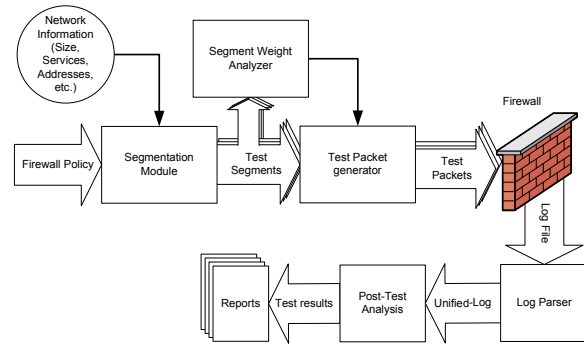 Network
Information
(Size,
Services,
Addresses,
etc.)
Segment Weight
Analyzer
Firewall
Firewall Policy
Segmentation
Module
Test
Segments
Test Packet
generator
Test
Packets
Log File
Reports
Test results
Post-Test
Analysis
Unified-Log
Log Parser